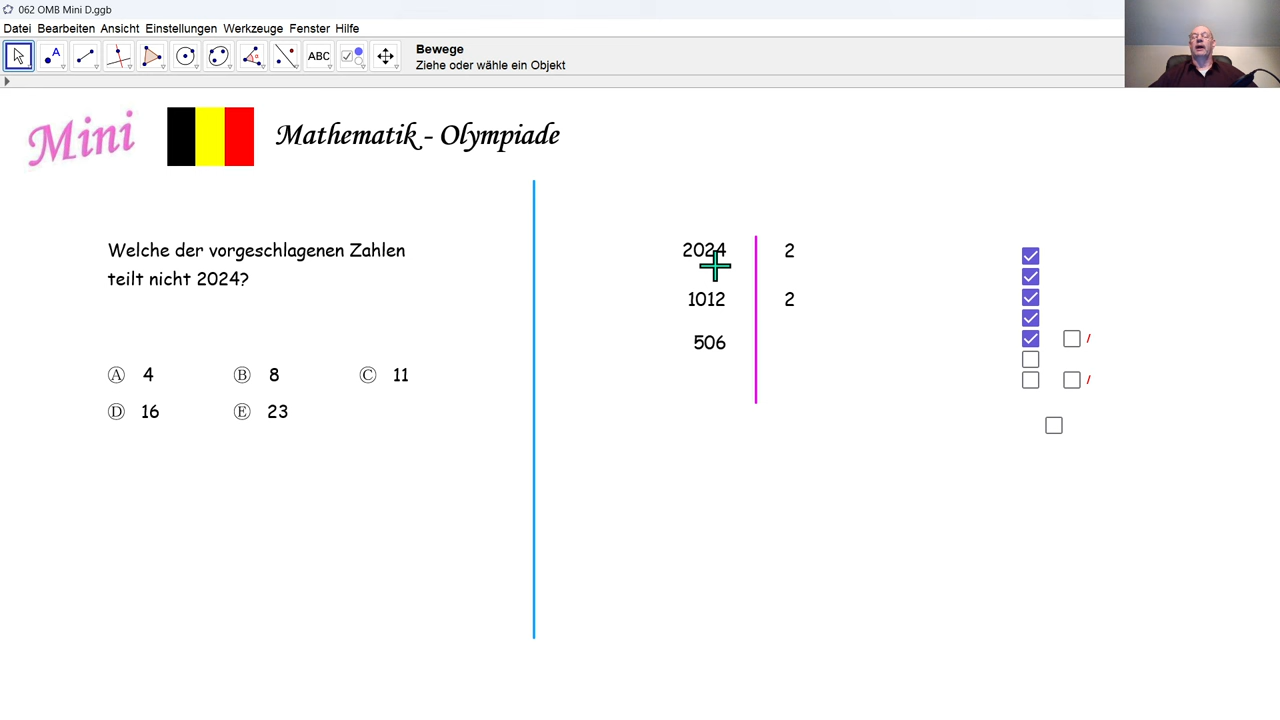 062 OMB Mini D.ggb
Datei Bearbeiten Ansicht Einstellungen Werkzeuge Fenster Hilfe
A
ABC
Bewege
Ziehe oder wähle ein Objekt
Mini
Mathematik - Olympiade
Welche der vorgeschlagenen Zahlen
teilt nicht 2024?
Ⓐ 4 Ⓑ 8 Ⓒ 11
Ⓓ 16 Ⓔ 23
2024 2
1012 2
506
/
/